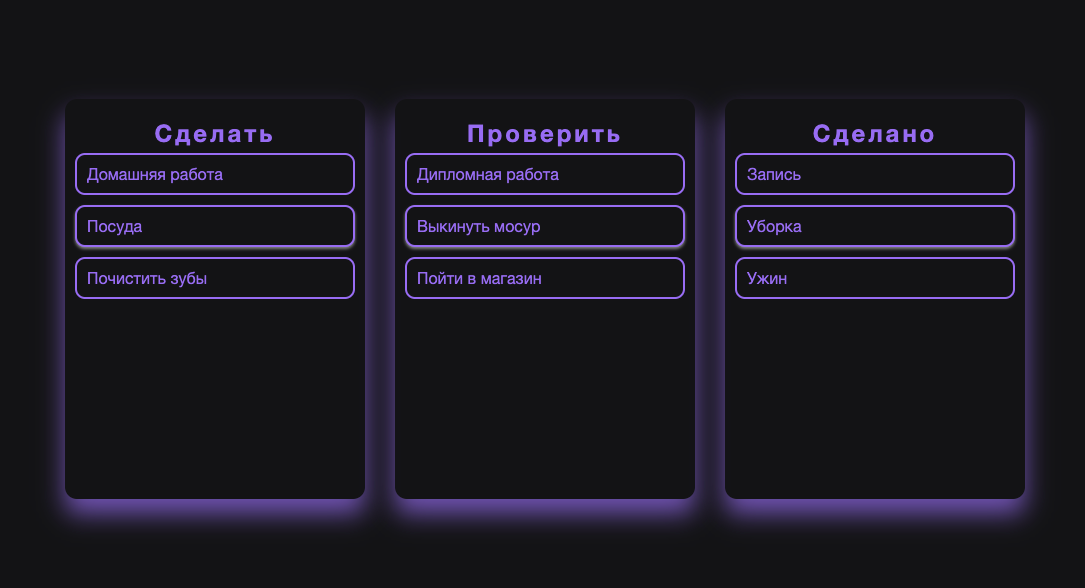 Сделать
Домашняя работа
Посуда
Почистить зубы
Проверить
Дипломная работа
Выкинуть мосур
Пойти в магазин
Сделано
Запись
Уборка
Ужин